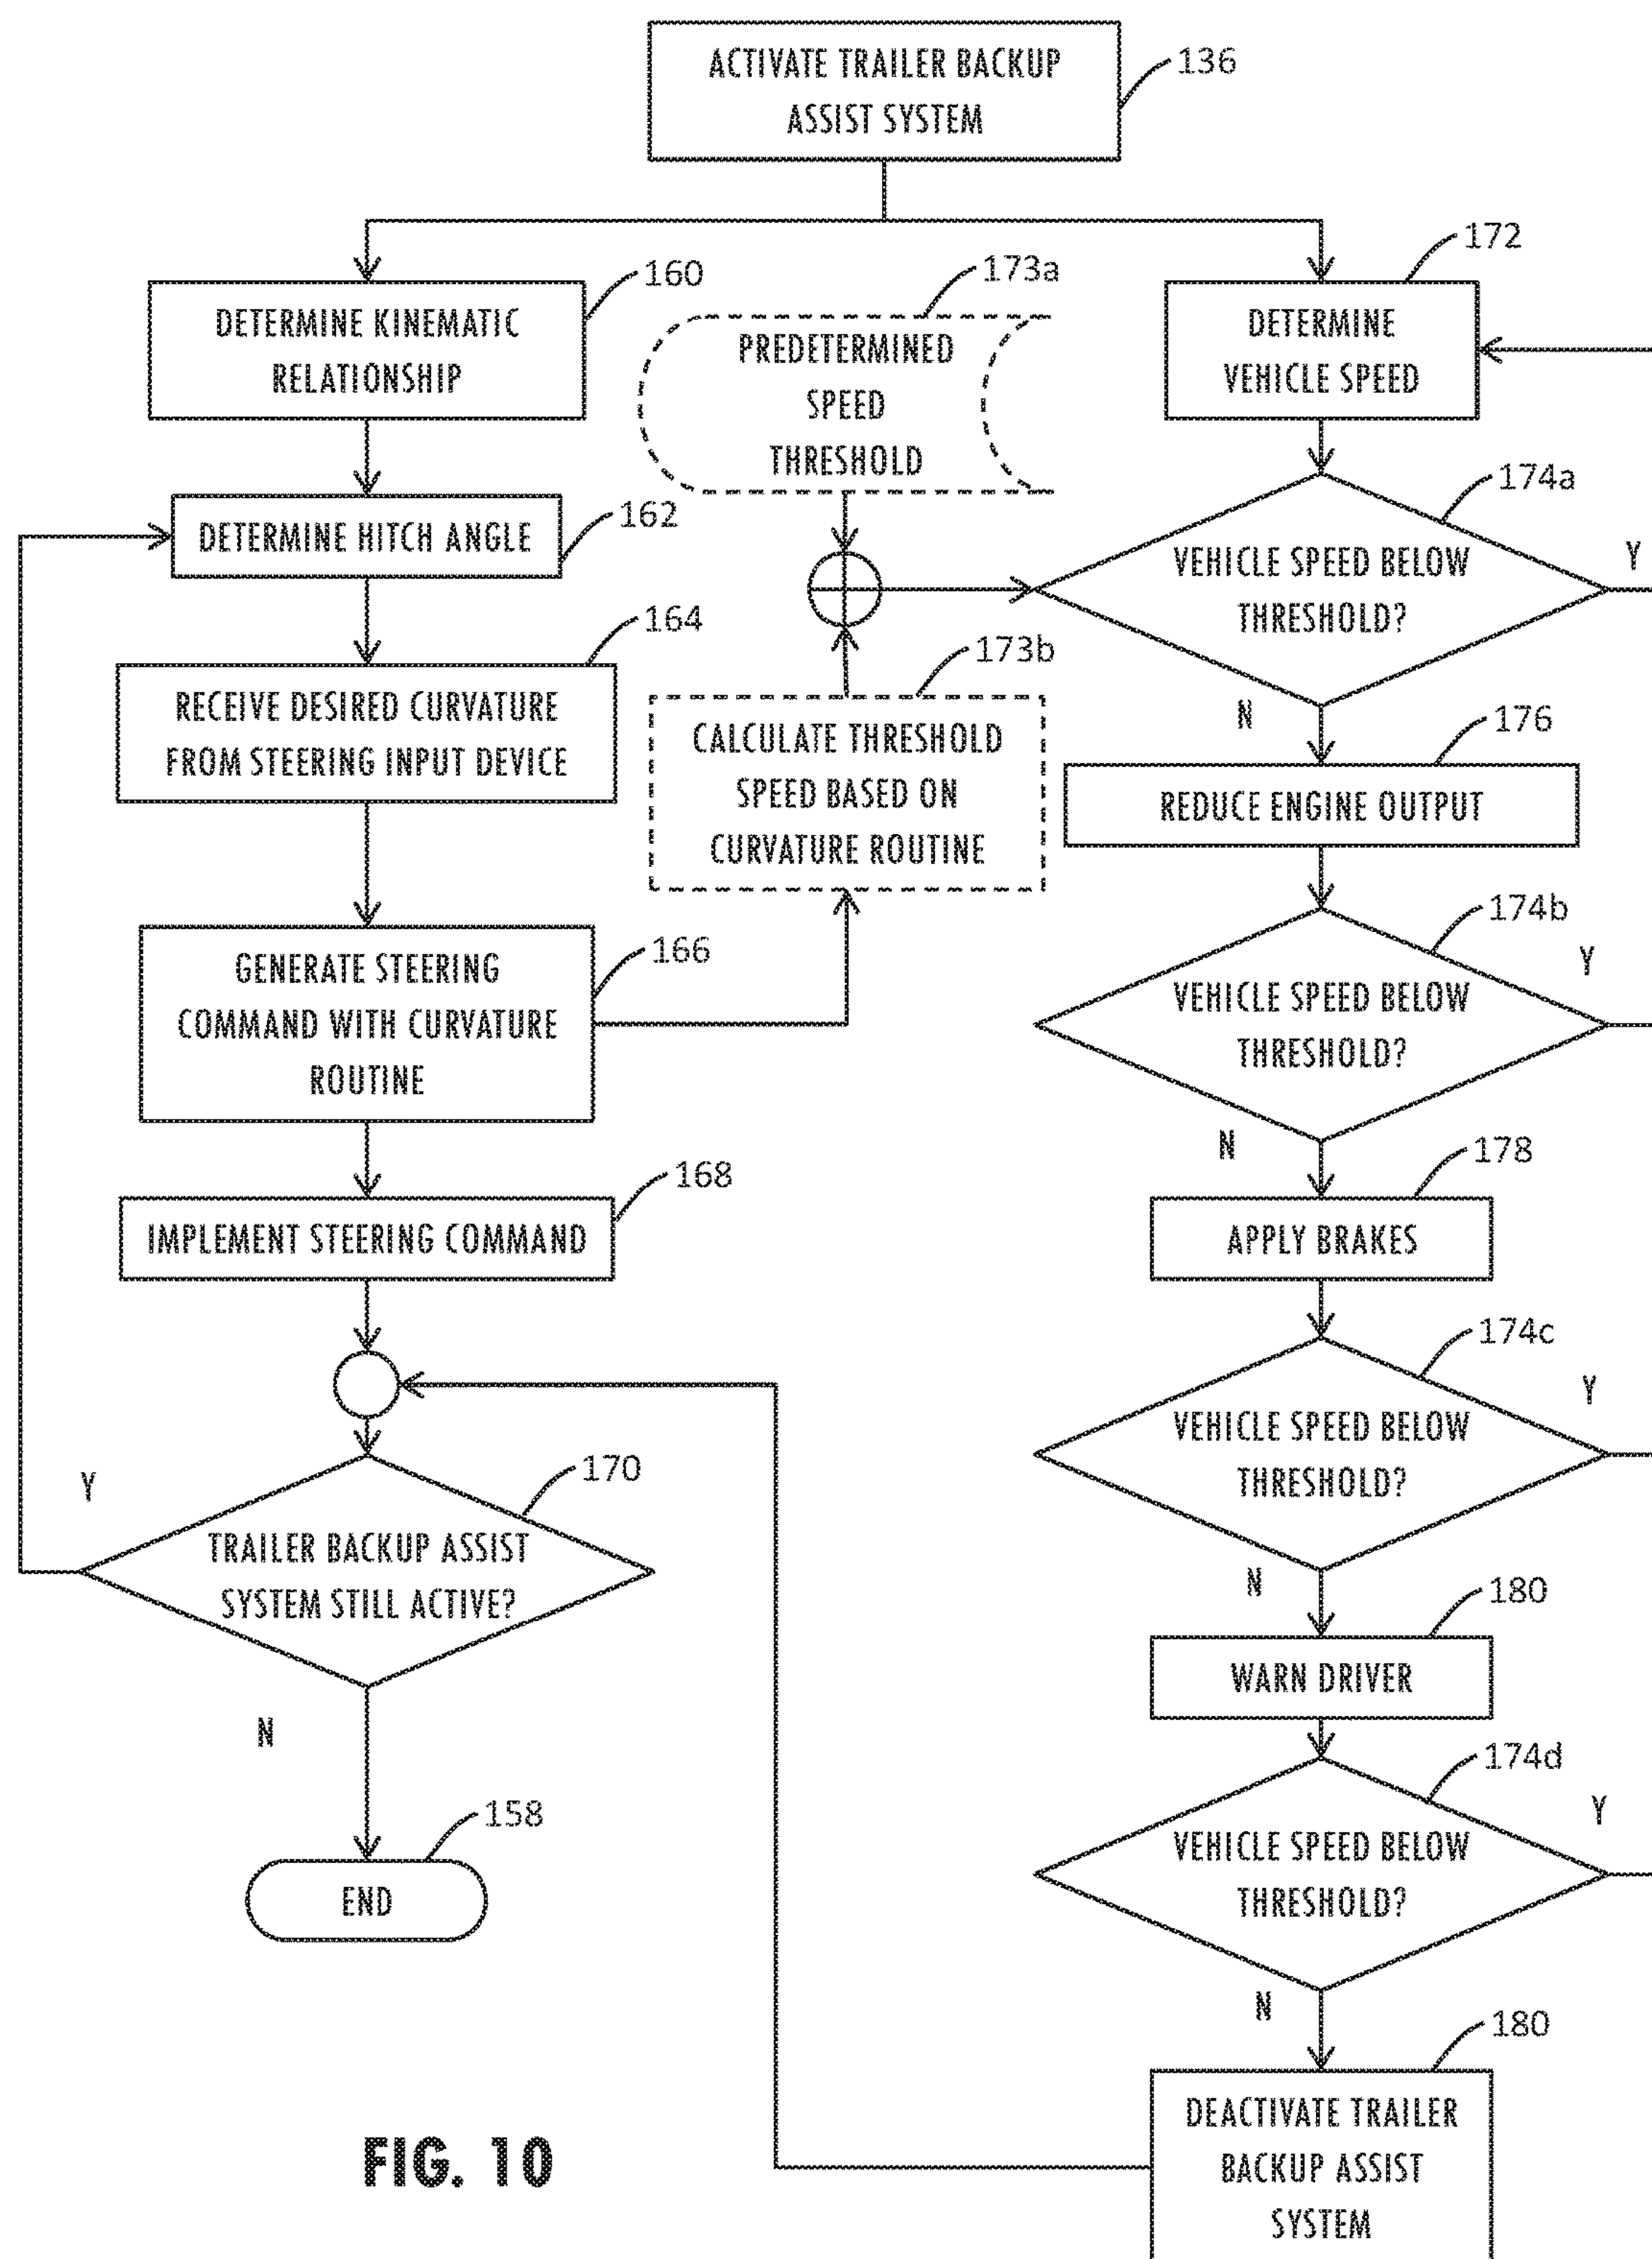 ACTIVATE TRAILER BACKUP
ASSIST SYSTEM
136
DETERMINE KINEMATIC
RELATIONSHIP
160
PREDETERMINED
SPEED
THRESHOLD
173a
DETERMINE
VEHICLE SPEED
172
DETERMINE HITCH ANGLE
162
VEHICLE SPEED BELOW
THRESHOLD?
174a
Y
N
RECEIVE DESIRED CURVATURE
FROM STEERING INPUT DEVICE
164
CALCULATE THRESHOLD
SPEED BASED ON
CURVATURE ROUTINE
173b
REDUCE ENGINE OUTPUT
176
GENERATE STEERING
COMMAND WITH CURVATURE
ROUTINE
166
VEHICLE SPEED BELOW
THRESHOLD?
174b
Y
N
IMPLEMENT STEERING COMMAND
168
APPLY BRAKES
178
VEHICLE SPEED BELOW
THRESHOLD?
174c
Y
N
TRAILER BACKUP ASSIST
SYSTEM STILL ACTIVE?
170
Y
N
WARN DRIVER
180
VEHICLE SPEED BELOW
THRESHOLD?
174d
Y
N
END
158
DEACTIVATE TRAILER
BACKUP ASSIST
SYSTEM
180
FIG. 10